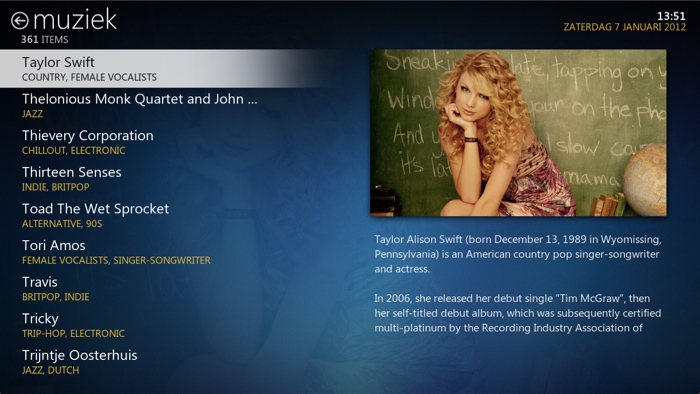 muziek
361 ITEMS
13:51
ZATERDAG 7 JANUARI 2012
Taylor Swift
COUNTRY, FEMALE VOCALISTS
Thelonious Monk Quartet and John ...
JAZZ
Thievery Corporation
CHILLOUT, ELECTRONIC
Thirteen Senses
INDIE, BRITPOP
Toad The Wet Sprocket
ALTERNATIVE, 90S
Tori Amos
FEMALE VOCALISTS, SINGER-SONGWRITER
Travis
BRITPOP, INDIE
Tricky
TRIP-HOP, ELECTRONIC
Trijntje Oosterhuis
JAZZ, DUTCH
Sneaki late, tapping on y
Windo your on the pho
And y slow
it's la mama
Taylor Alison Swift (born December 13, 1989 in Wyomissing,
Pennsylvania) is an American country pop singer-songwriter
and actress.
In 2006, she released her debut single "Tim McGraw", then
her self-titled debut album, which was subsequently certified
multi-platinum by the Recording Industry Association of